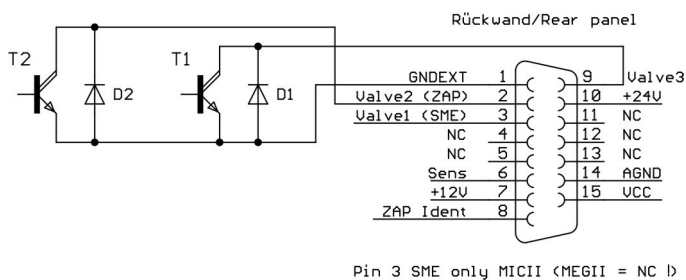 Rückwand/Rear panel
T2
T1
D2
D1
GNDEXT 1 9 Valve3
Valve2 (ZAP) 2 10 +24V
Valve1 (SME) 3 11 NC
NC 4 12 NC
NC 5 13 NC
Sens 6 14 AGND
+12V 7 15 VCC
ZAP Ident 8
Pin 3 SME only MICII (MEGII = NC !)